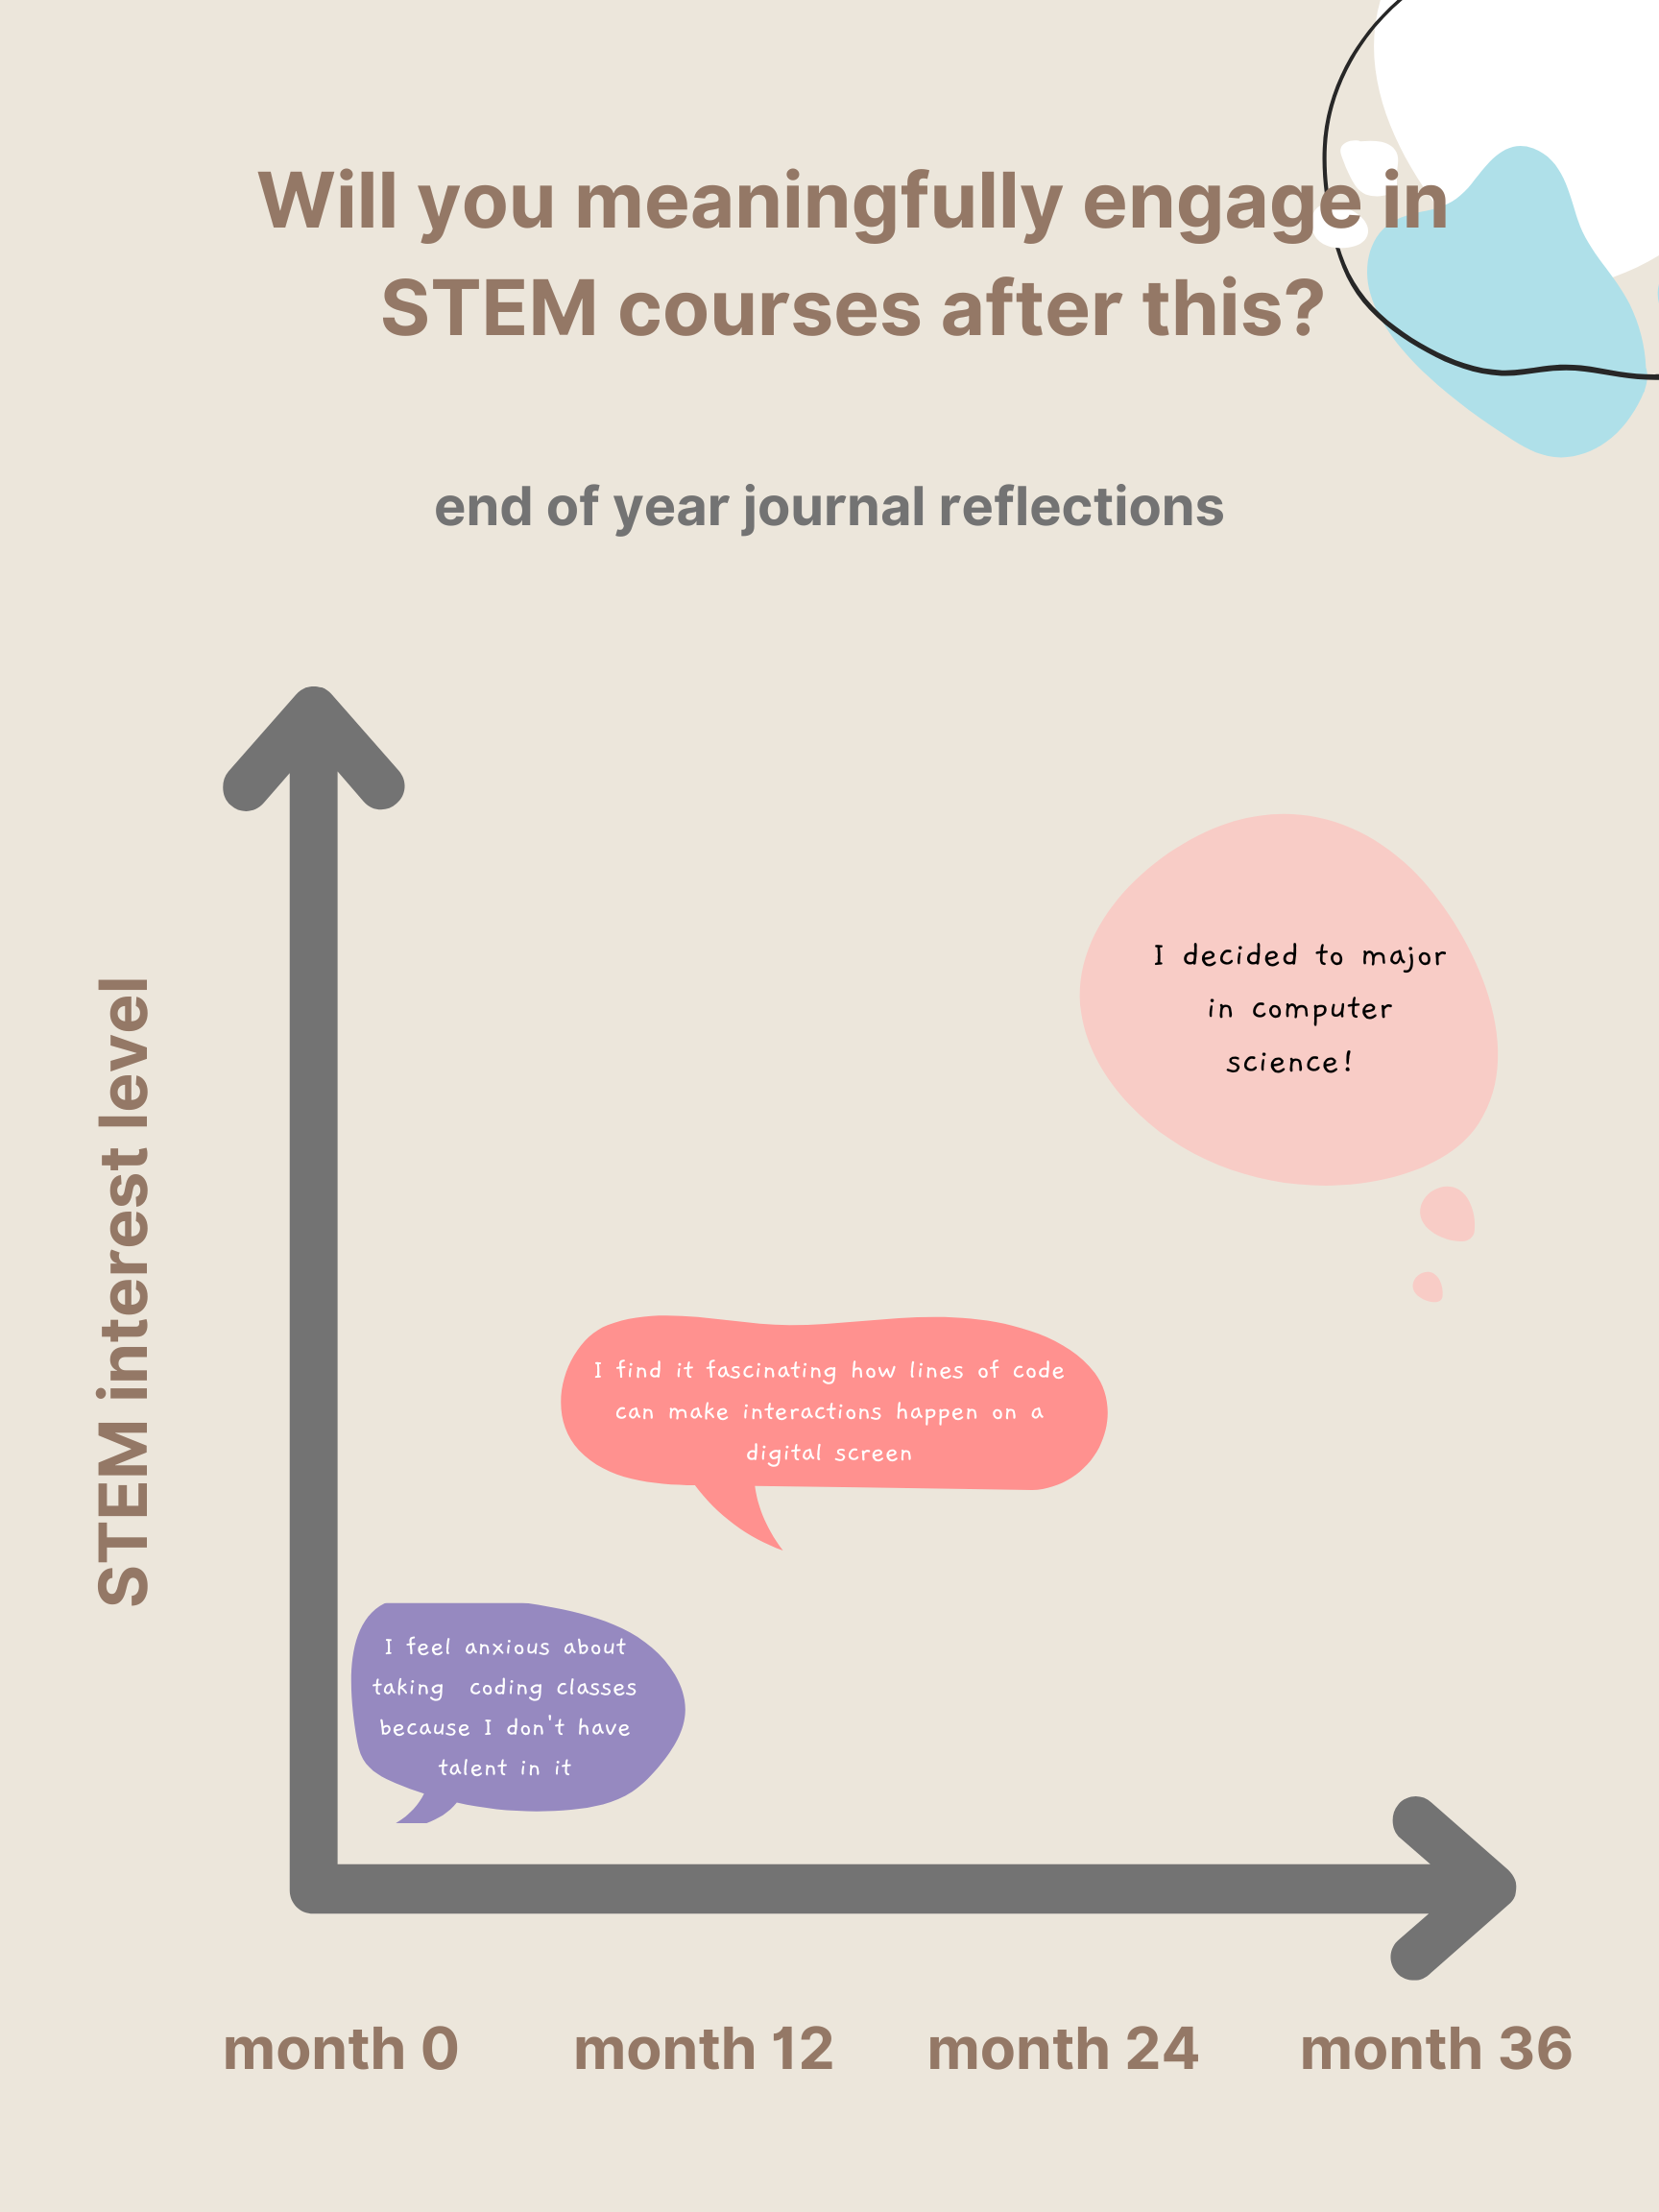 Will you meaningfully engage in
STEM courses after this?
end of year journal reflections
STEM interest level
I decided to major
in computer
science!
I find it fascinating how lines of code
can make interactions happen on a
digital screen
I feel anxious about
taking  coding classes
because I don't have
talent in it
month 0
month 12
month 24
month 36